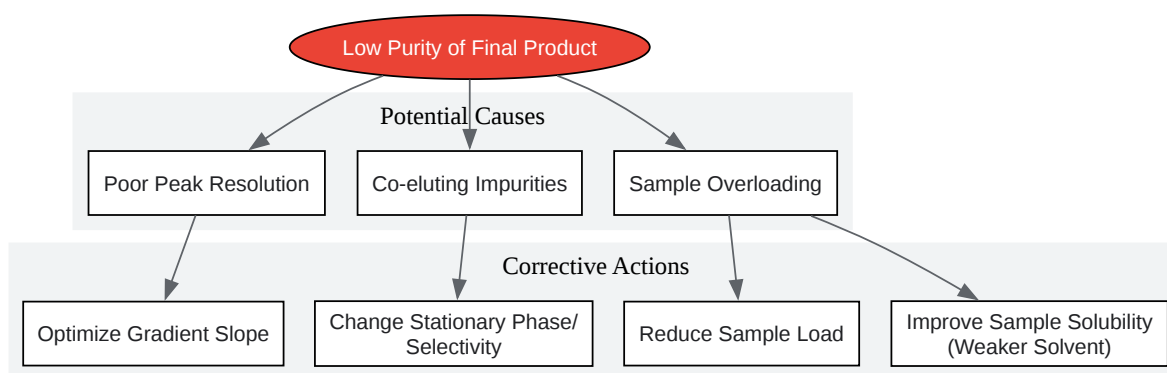 Low Purity of Final Product
Potential Causes
Poor Peak Resolution
Co-eluting Impurities
Sample Overloading
Corrective Actions
Optimize Gradient Slope
Change Stationary Phase/
Selectivity
Reduce Sample Load
Improve Sample Solubility
(Weaker Solvent)